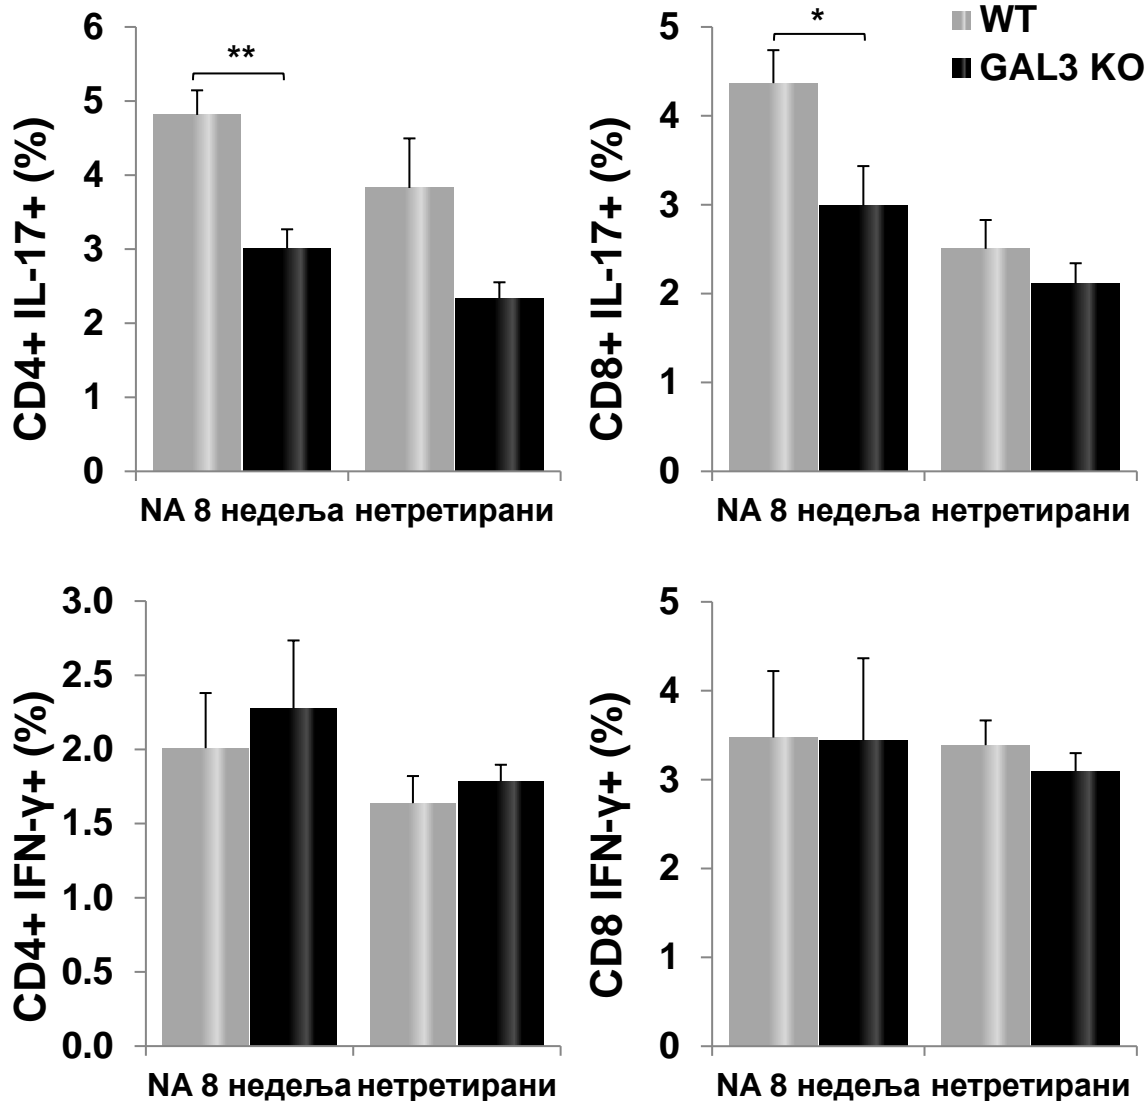 WT
GAL3 KO
CD4+ IL-17+ (%)
6
5
4
3
2
1
0
**
NA 8 недеља нетретирани
CD8+ IL-17+ (%)
5
4
3
2
1
0
*
NA 8 недеља нетретирани
CD4+ IFN-γ+ (%)
3.0
2.5
2.0
1.5
1.0
0.5
0.0
NA 8 недеља нетретирани
CD8 IFN-γ+ (%)
5
4
3
2
1
0
NA 8 недеља нетретирани